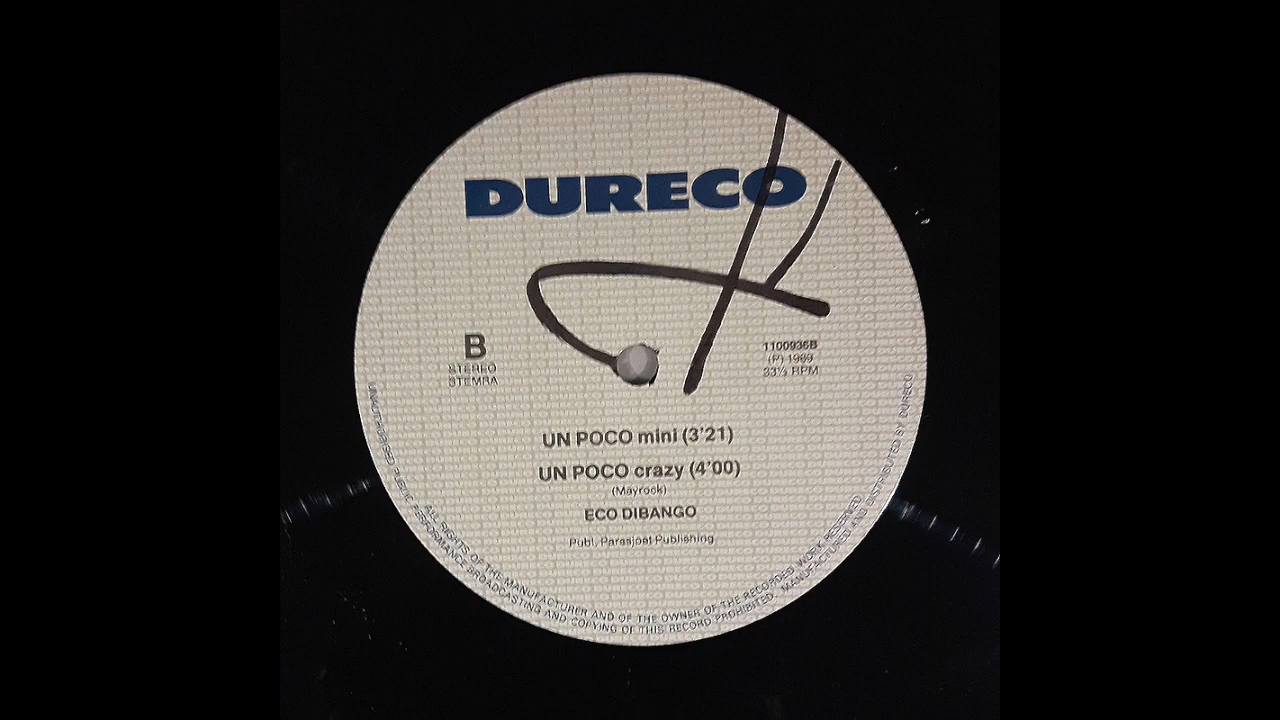 DURECO
B
STEREO
STEMRA
1100936B
(P) 1989
33⅓ RPM
UN POCO mini (3'21)
UN POCO crazy (4'00)
(Mayrock)
ECO DIBANGO
Publ. Parasjost Publishing
ALL RIGHTS OF THE MANUFACTURER AND OF THE OWNER OF THE RECORDED WORK RESERVED
UNAUTHORISED PUBLIC PERFORMANCE BROADCASTING AND COPYING OF THIS RECORD PROHIBITED. MANUFACTURED AND DISTRIBUTED BY DURECO